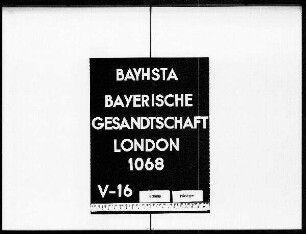 BAYHSTA
BAYERISCHE
GESANDTSCHAFT
LONDON
1068
V-16